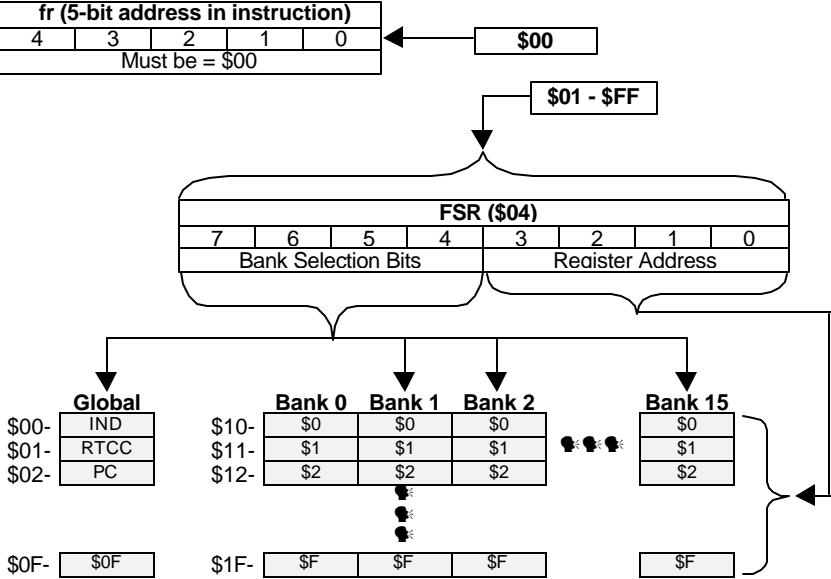 fr (5-bit address in instruction)
4 3 2 1 0
Must be = $00
$00
$01 - $FF
FSR ($04)
7 6 5 4 3 2 1 0
Bank Selection Bits Register Address
Global Bank 0 Bank 1 Bank 2 Bank 15
$00- IND $10- $0 $0 $0 $0
$01- RTCC $11- $1 $1 $1 $1
$02- PC $12- $2 $2 $2 $2
$0F- $0F $1F- $F $F $F $F